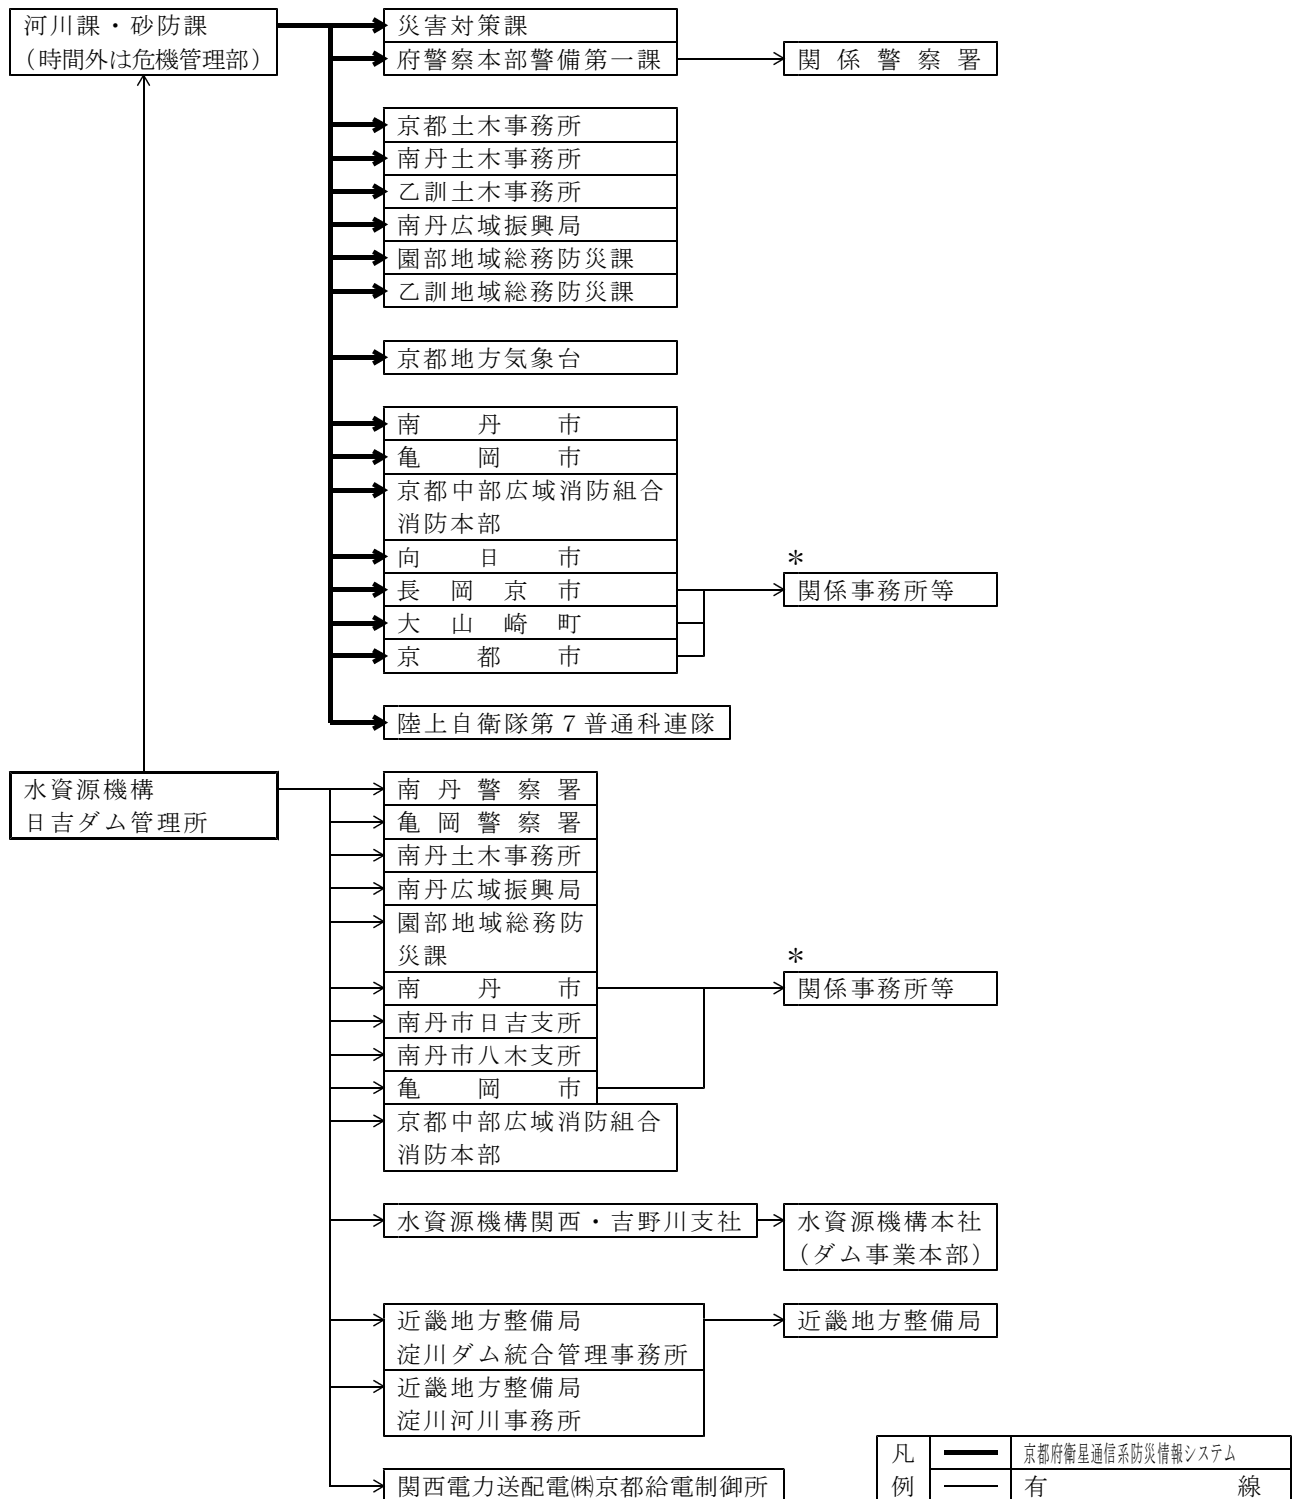 河川課・砂防課
（時間外は危機管理部）
災害対策課
府警察本部警備第一課
関係警察署
京都土木事務所
南丹土木事務所
乙訓土木事務所
南丹広域振興局
園部地域総務防災課
乙訓地域総務防災課
京都地方気象台
南丹市
亀岡市
京都中部広域消防組合
消防本部
向日市
＊
長岡京市
関係事務所等
大山崎町
京都市
陸上自衛隊第７普通科連隊
水資源機構
日吉ダム管理所
南丹警察署
亀岡警察署
南丹土木事務所
南丹広域振興局
園部地域総務防
災課
＊
南丹市
関係事務所等
南丹市日吉支所
南丹市八木支所
亀岡市
京都中部広域消防組合
消防本部
水資源機構関西・吉野川支社
水資源機構本社
（ダム事業本部）
近畿地方整備局
淀川ダム統合管理事務所
近畿地方整備局
近畿地方整備局
淀川河川事務所
関西電力送配電㈱京都給電制御所
凡例
京都府衛星通信系防災情報システム
有線